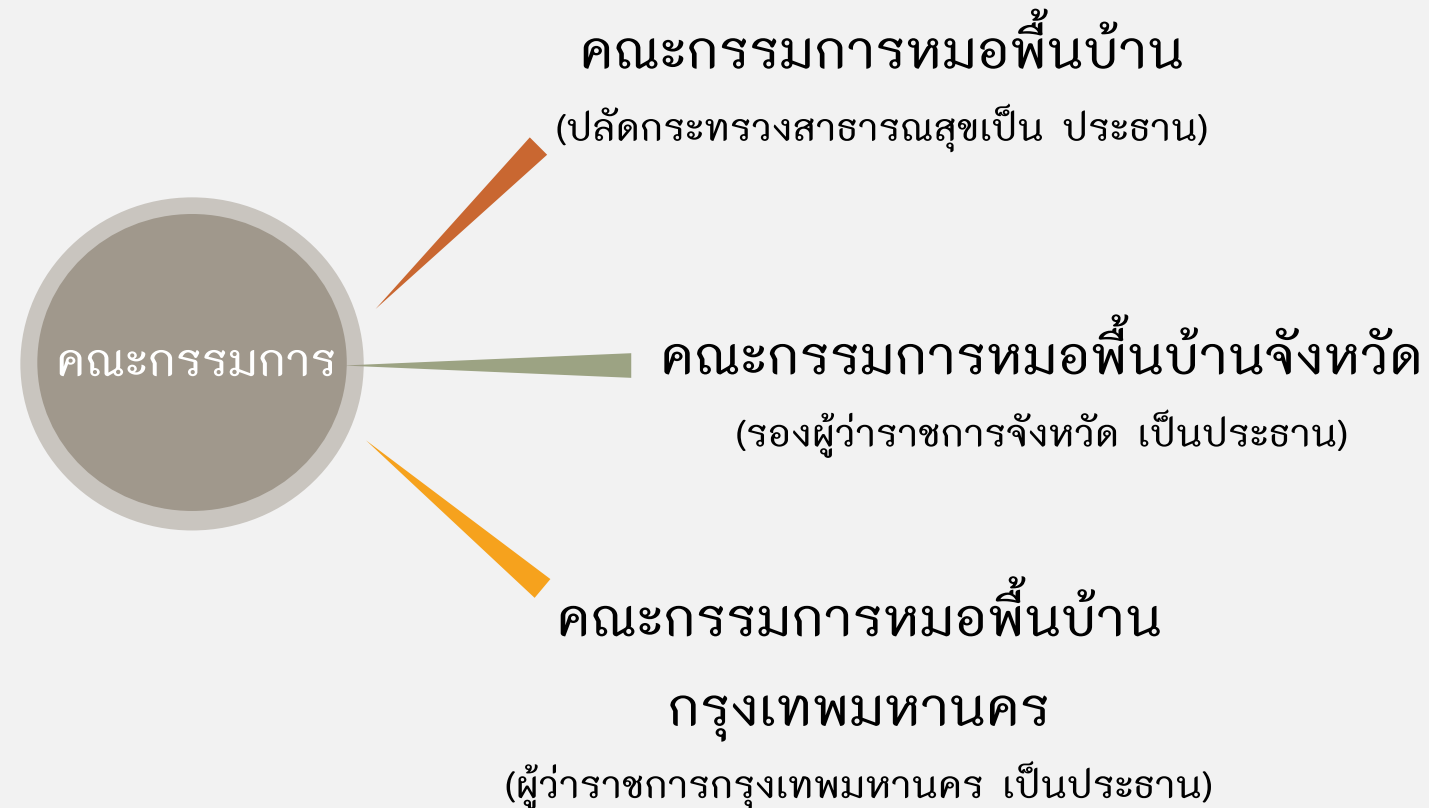 คณะกรรมการหมอพื้นบ้าน
(ปลัดกระทรวงสาธารณสุขเป็น ประธาน)
คณะกรรมการ
คณะกรรมการหมอพื้นบ้านจังหวัด
(รองผู้ว่าราชการจังหวัด เป็นประธาน)
คณะกรรมการหมอพื้นบ้าน
กรุงเทพมหานคร
(ผู้ว่าราชการกรุงเทพมหานคร เป็นประธาน)